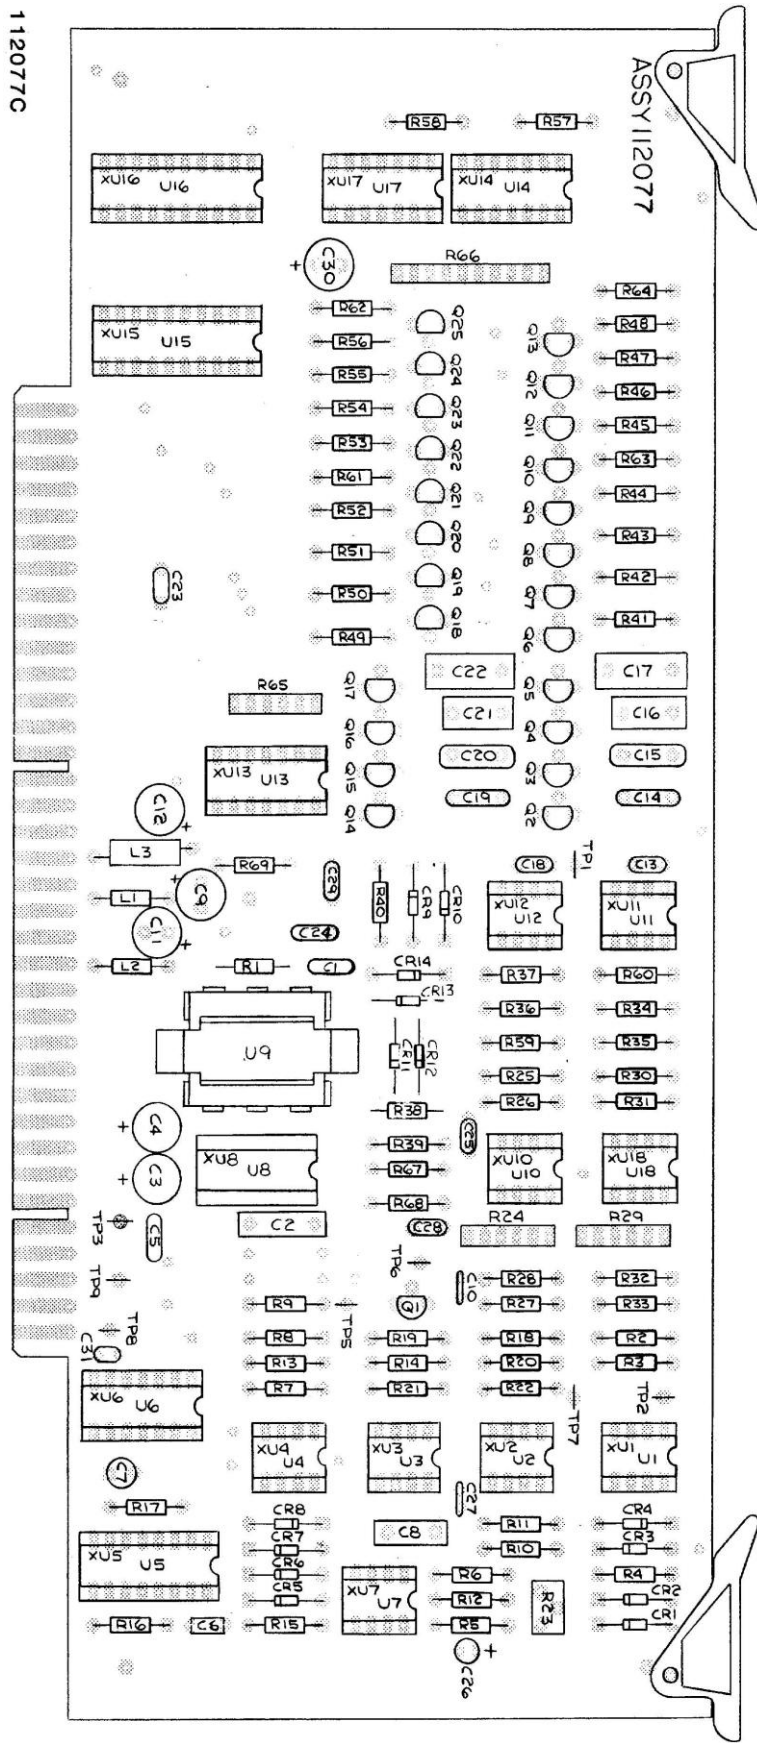 112077C
ASSY 112077
R58
R57
XU16 U16
XU17 U17
XU14 U14
+ C30
R66
R64
R62
Q25
R48
XU15 U15
R56
Q13
R47
R55
Q24
Q12
R46
R54
Q23
Q11
R45
R53
Q22
Q10
R63
R61
Q21
Q9
R44
R52
Q20
Q8
R43
R51
Q19
Q7
R42
C23
R50
Q18
Q6
R41
R49
R65
Q17
C22
Q5
C17
Q16
C21
Q4
C16
XU13 U13
Q15
C20
Q3
C15
C12 +
Q14
C19
Q2
C14
L3
R69
C29
R40
CR9
CR10
C18
TP1
C13
L1
+ C9
XU12 U12
XU11 U11
C11 +
C24
L2
R1
C1
CR14
R37
R60
CR13
R36
R34
U9
CR11
CR12
R59
R35
R25
R30
R38
R26
R31
+ C4
XU8 U8
R39
C25
XU10 U10
XU18 U18
+ C3
R67
R68
TP3
C5
C2
C28
R24
R29
TP9
TP6
C10
R28
R32
R9
TP5
Q1
R27
R33
TP8
R8
R19
R18
R2
C31
R13
R14
R20
R3
R7
R21
R22
TP7
TP2
XU6 U6
XU4 U4
XU3 U3
XU2 U2
XU1 U1
C7
C27
R17
CR8
C8
R11
CR4
XU5 U5
CR7
R10
CR3
CR6
XU7 U7
R6
R23
R4
CR5
R12
CR2
R16
C6
R15
R5
CR1
C26 +